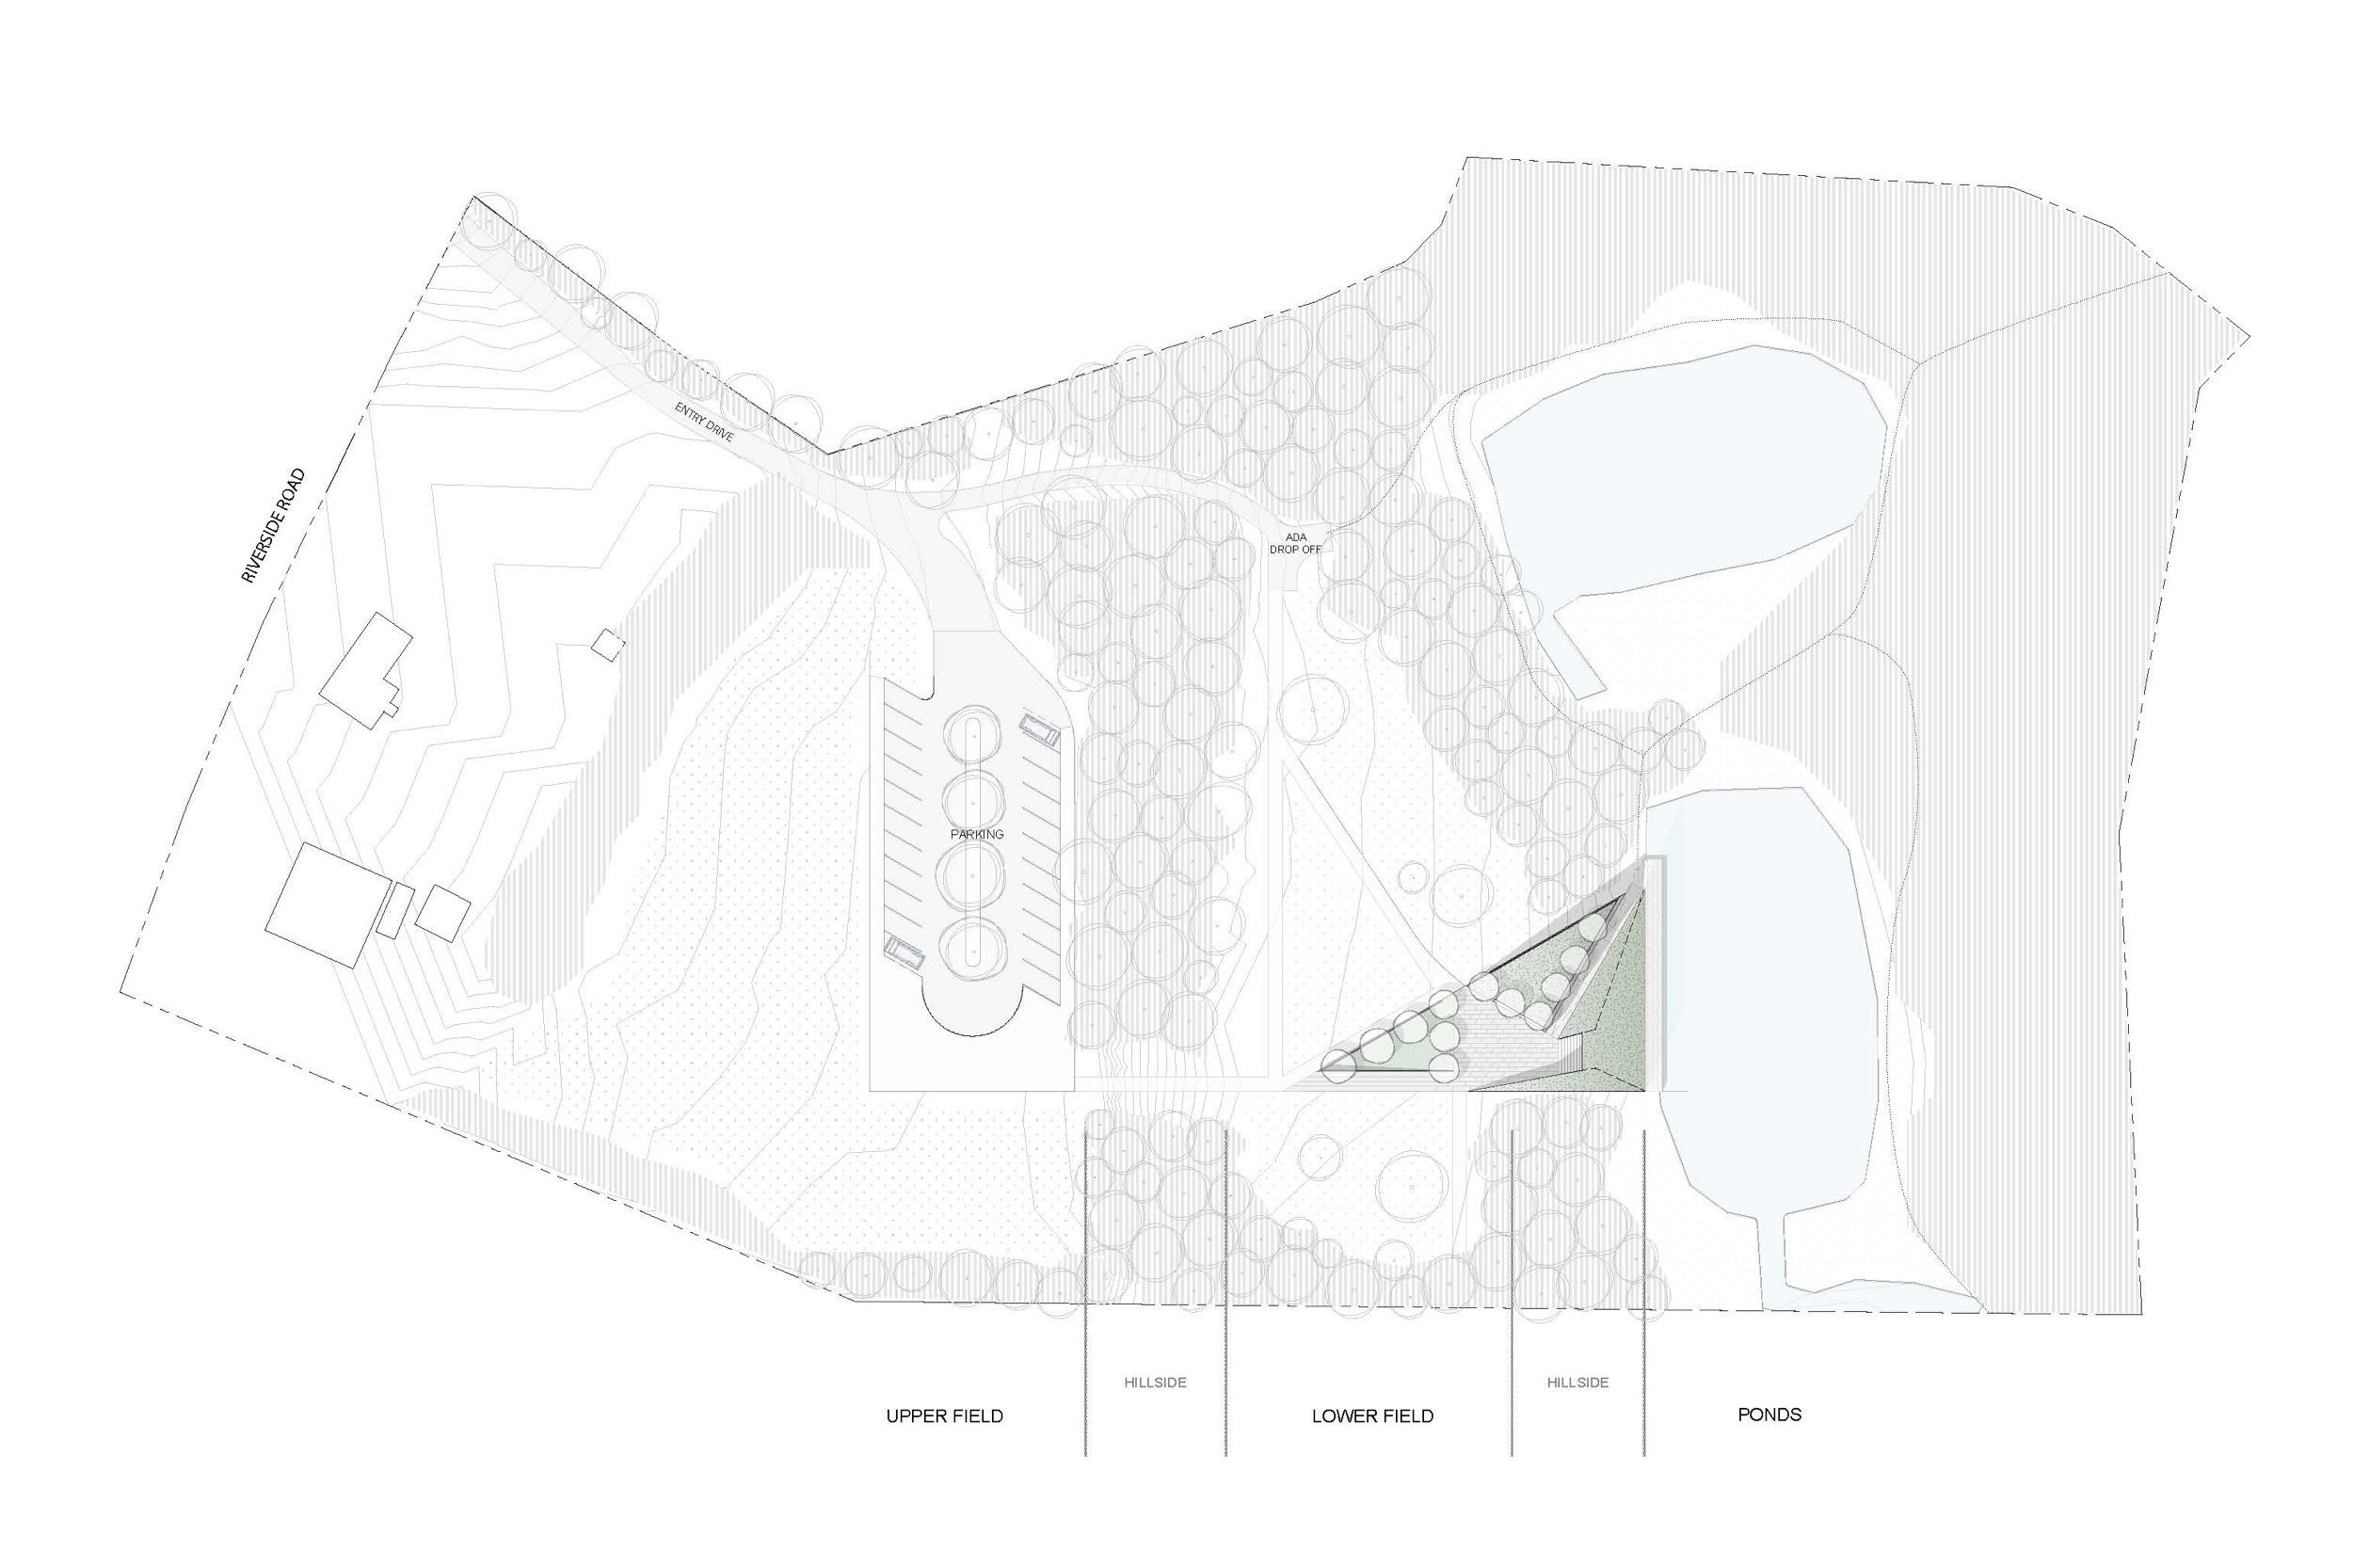 ENTRY DRIVE
RIVERSIDE ROAD
ADA
DROP OFF
PARKING
HILLSIDE
HILLSIDE
UPPER FIELD
LOWER FIELD
PONDS